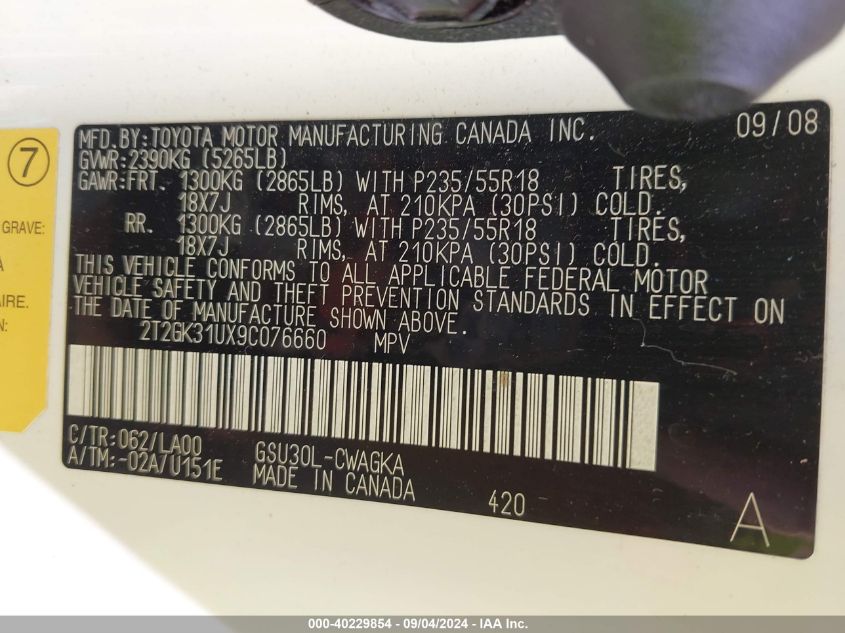 MFD. BY: TOYOTA MOTOR MANUFACTURING CANADA INC. 09/08
GVWR: 2390KG (5265LB)
GAWR: FRT. 1300KG (2865LB) WITH P235/55R18 TIRES,
18X7J RIMS, AT 210KPA (30PSI) COLD.
RR. 1300KG (2865LB) WITH P235/55R18 TIRES,
18X7J RIMS, AT 210KPA (30PSI) COLD.
THIS VEHICLE CONFORMS TO ALL APPLICABLE FEDERAL MOTOR
VEHICLE SAFETY AND THEFT PREVENTION STANDARDS IN EFFECT ON
THE DATE OF MANUFACTURE SHOWN ABOVE.
2T2GK31UX9C076660 MPV
C/TR: 062/LA00 GSU30L-CWAGKA
A/TM: -02A/U151E MADE IN CANADA
420
A
7
GRAVE:
A
AIRE.
000-40229854 - 09/04/2024 - IAA Inc.